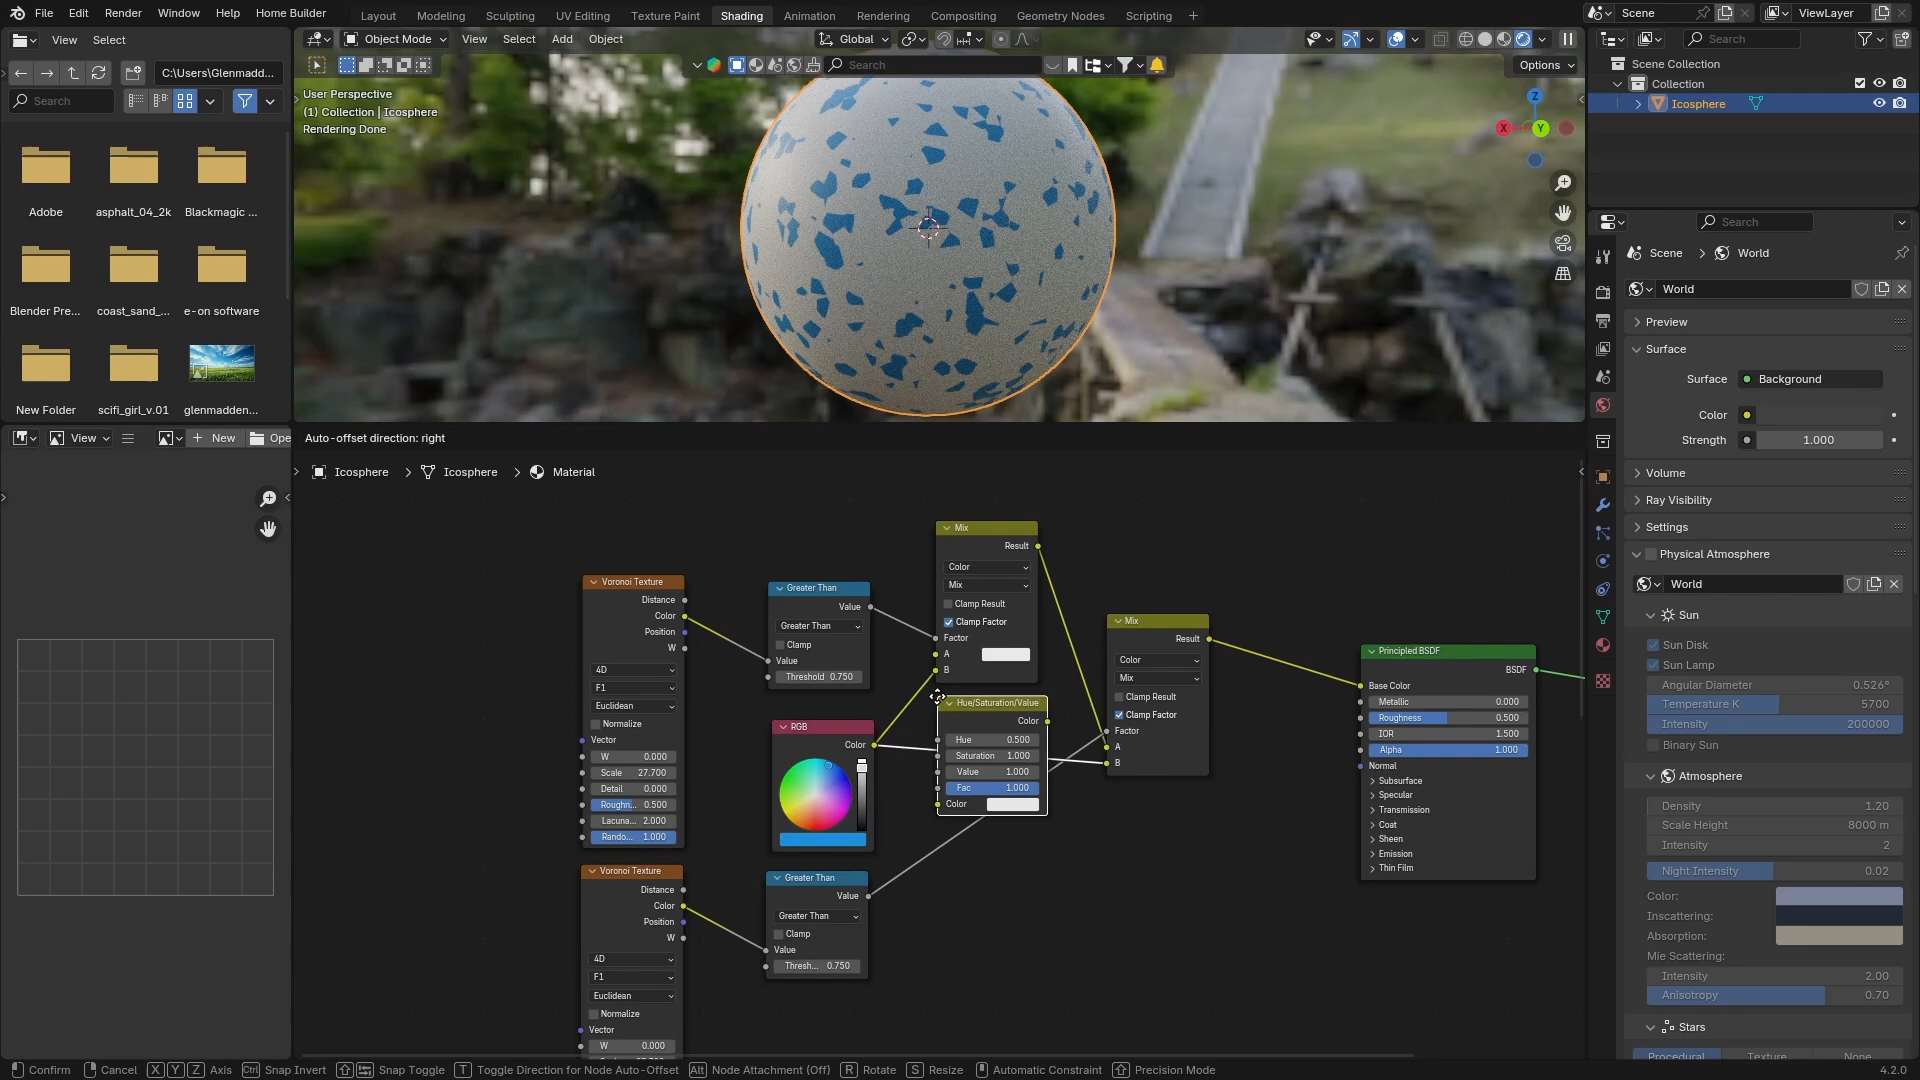 File Edit Render Window Help Home Builder
Layout Modeling Sculpting UV Editing Texture Paint Shading Animation Rendering Compositing Geometry Nodes Scripting +
Scene
ViewLayer
View Select
C:\Users\Glenmadd...
Search
Adobe
asphalt_04_2k
Blackmagic ...
Blender Pre...
coast_sand_...
e-on software
New Folder
scifi_girl_v.01
glenmadden...
View
New
Ope
Object Mode View Select Add Object
Global
Search
Options
User Perspective
(1) Collection | Icosphere
Rendering Done
Z
X
Y
Auto-offset direction: right
Icosphere > Icosphere > Material
Voronoi Texture
Distance
Color
Position
W
4D
F1
Euclidean
Normalize
Vector
W 0.000
Scale 27.700
Detail 0.000
Roughn... 0.500
Lacuna... 2.000
Rando... 1.000
Voronoi Texture
Distance
Color
Position
W
4D
F1
Euclidean
Normalize
Vector
W 0.000
Greater Than
Value
Greater Than
Clamp
Value
Threshold 0.750
RGB
Color
Greater Than
Value
Greater Than
Clamp
Value
Thresh... 0.750
Mix
Result
Color
Mix
Clamp Result
Clamp Factor
Factor
A
B
Hue/Saturation/Value
Color
Hue 0.500
Saturation 1.000
Value 1.000
Fac 1.000
Color
Mix
Result
Color
Mix
Clamp Result
Clamp Factor
Factor
A
B
Principled BSDF
BSDF
Base Color
Metallic 0.000
Roughness 0.500
IOR 1.500
Alpha 1.000
Normal
Subsurface
Specular
Transmission
Coat
Sheen
Emission
Thin Film
Search
Scene Collection
Collection
Icosphere
Search
Scene > World
World
Preview
Surface
Surface Background
Color
Strength 1.000
Volume
Ray Visibility
Settings
Physical Atmosphere
World
Sun
Sun Disk
Sun Lamp
Angular Diameter 0.526°
Temperature K 5700
Intensity 200000
Binary Sun
Atmosphere
Density 1.20
Scale Height 8000 m
Intensity 2
Night Intensity 0.02
Color:
Inscattering:
Absorption:
Mie Scattering:
Intensity 2.00
Anisotropy 0.70
Stars
Procedural Texture None
Confirm Cancel X Y Z Axis Ctrl Snap Invert Snap Toggle T Toggle Direction for Node Auto-Offset Alt Node Attachment (Off) R Rotate S Resize Automatic Constraint Precision Mode
4.2.0